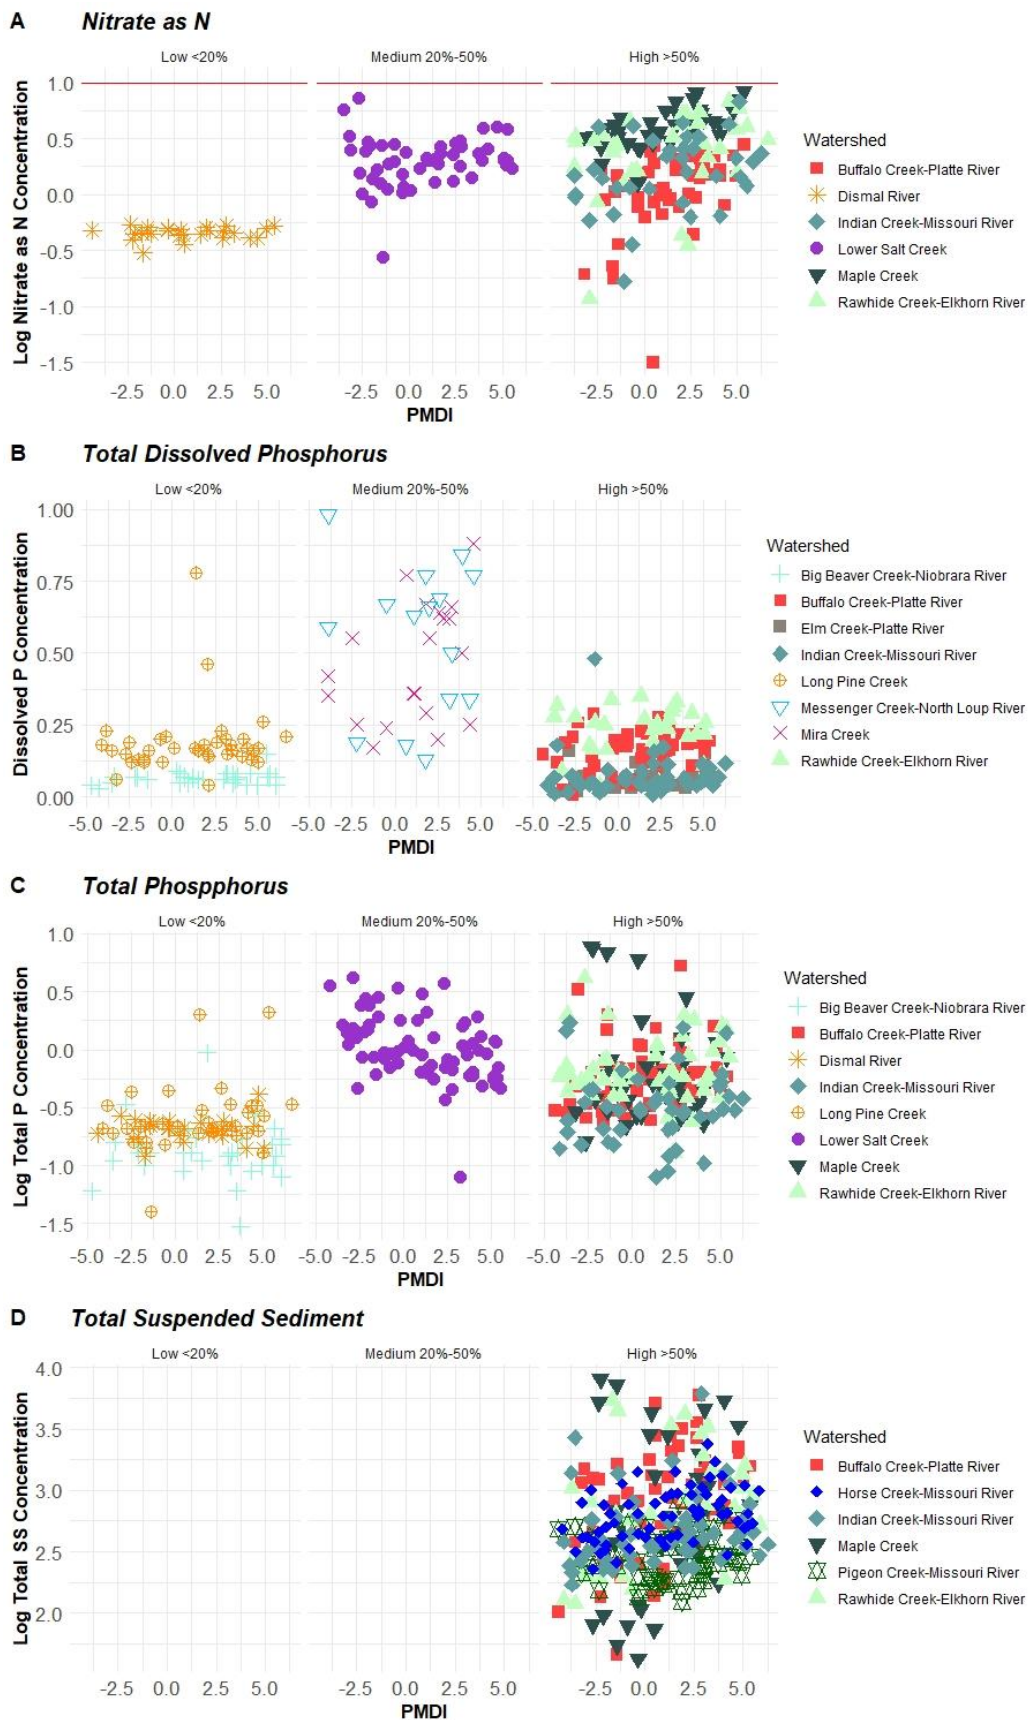 A Nitrate as N
Low <20% Medium 20%-50% High >50%
Log Nitrate as N Concentration
1.0
0.5
0.0
-0.5
-1.0
-1.5
-2.5 0.0 2.5 5.0 -2.5 0.0 2.5 5.0 -2.5 0.0 2.5 5.0
PMDI
Watershed
Buffalo Creek-Platte River
Dismal River
Indian Creek-Missouri River
Lower Salt Creek
Maple Creek
Rawhide Creek-Elkhorn River
B Total Dissolved Phosphorus
Low <20% Medium 20%-50% High >50%
Dissolved P Concentration
1.00
0.75
0.50
0.25
0.00
-5.0 -2.5 0.0 2.5 5.0 -5.0 -2.5 0.0 2.5 5.0 -5.0 -2.5 0.0 2.5 5.0
PMDI
Watershed
Big Beaver Creek-Niobrara River
Buffalo Creek-Platte River
Elm Creek-Platte River
Indian Creek-Missouri River
Long Pine Creek
Messenger Creek-North Loup River
Mira Creek
Rawhide Creek-Elkhorn River
C Total Phospphorus
Low <20% Medium 20%-50% High >50%
Log Total P Concentration
1.0
0.5
0.0
-0.5
-1.0
-1.5
-5.0 -2.5 0.0 2.5 5.0 -5.0 -2.5 0.0 2.5 5.0 -5.0 -2.5 0.0 2.5 5.0
PMDI
Watershed
Big Beaver Creek-Niobrara River
Buffalo Creek-Platte River
Dismal River
Indian Creek-Missouri River
Long Pine Creek
Lower Salt Creek
Maple Creek
Rawhide Creek-Elkhorn River
D Total Suspended Sediment
Low <20% Medium 20%-50% High >50%
Log Total SS Concentration
4.0
3.5
3.0
2.5
2.0
-2.5 0.0 2.5 5.0 -2.5 0.0 2.5 5.0 -2.5 0.0 2.5 5.0
PMDI
Watershed
Buffalo Creek-Platte River
Horse Creek-Missouri River
Indian Creek-Missouri River
Maple Creek
Pigeon Creek-Missouri River
Rawhide Creek-Elkhorn River